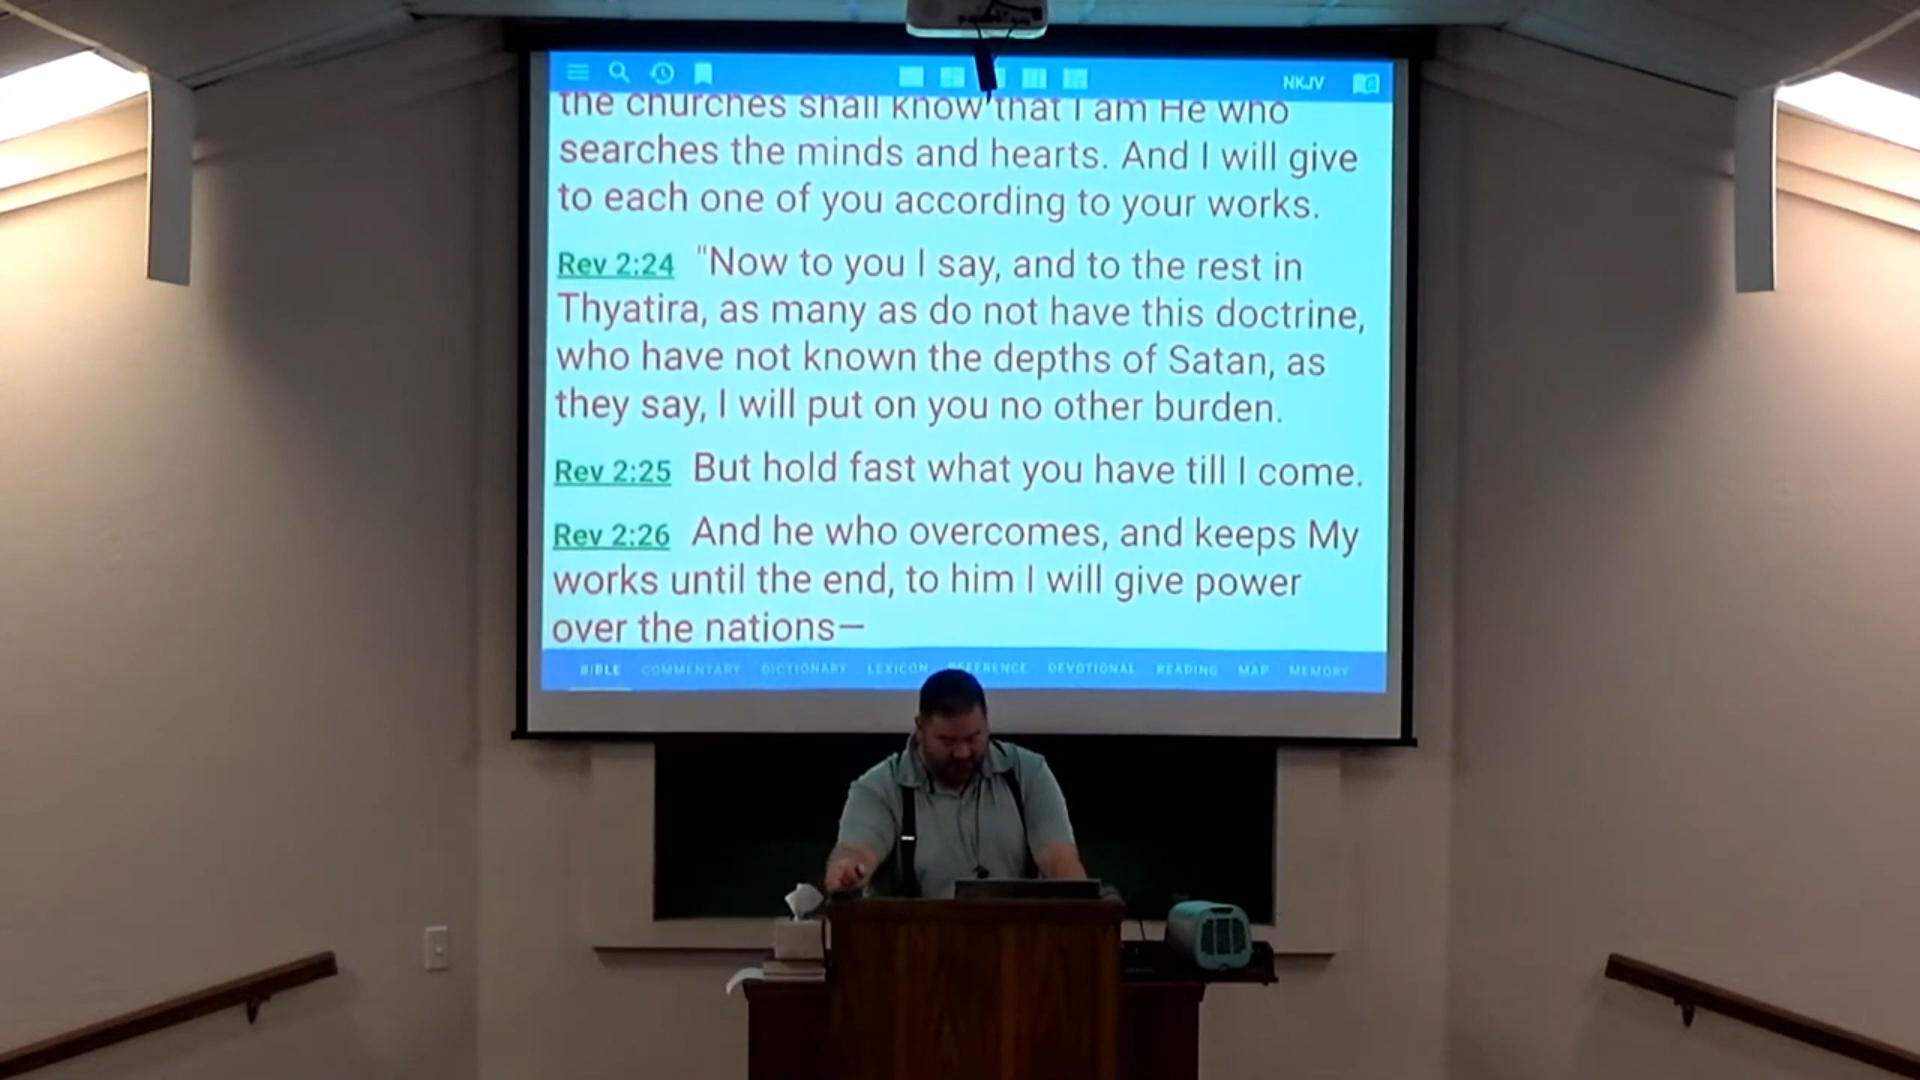 NKJV
the churches shall know that I am He who
searches the minds and hearts. And I will give
to each one of you according to your works.
Rev 2:24 "Now to you I say, and to the rest in
Thyatira, as many as do not have this doctrine,
who have not known the depths of Satan, as
they say, I will put on you no other burden.
Rev 2:25 But hold fast what you have till I come.
Rev 2:26 And he who overcomes, and keeps My
works until the end, to him I will give power
over the nations—
BIBLE COMMENTARY DICTIONARY LEXICON REFERENCE DEVOTIONAL READING MAP MEMORY